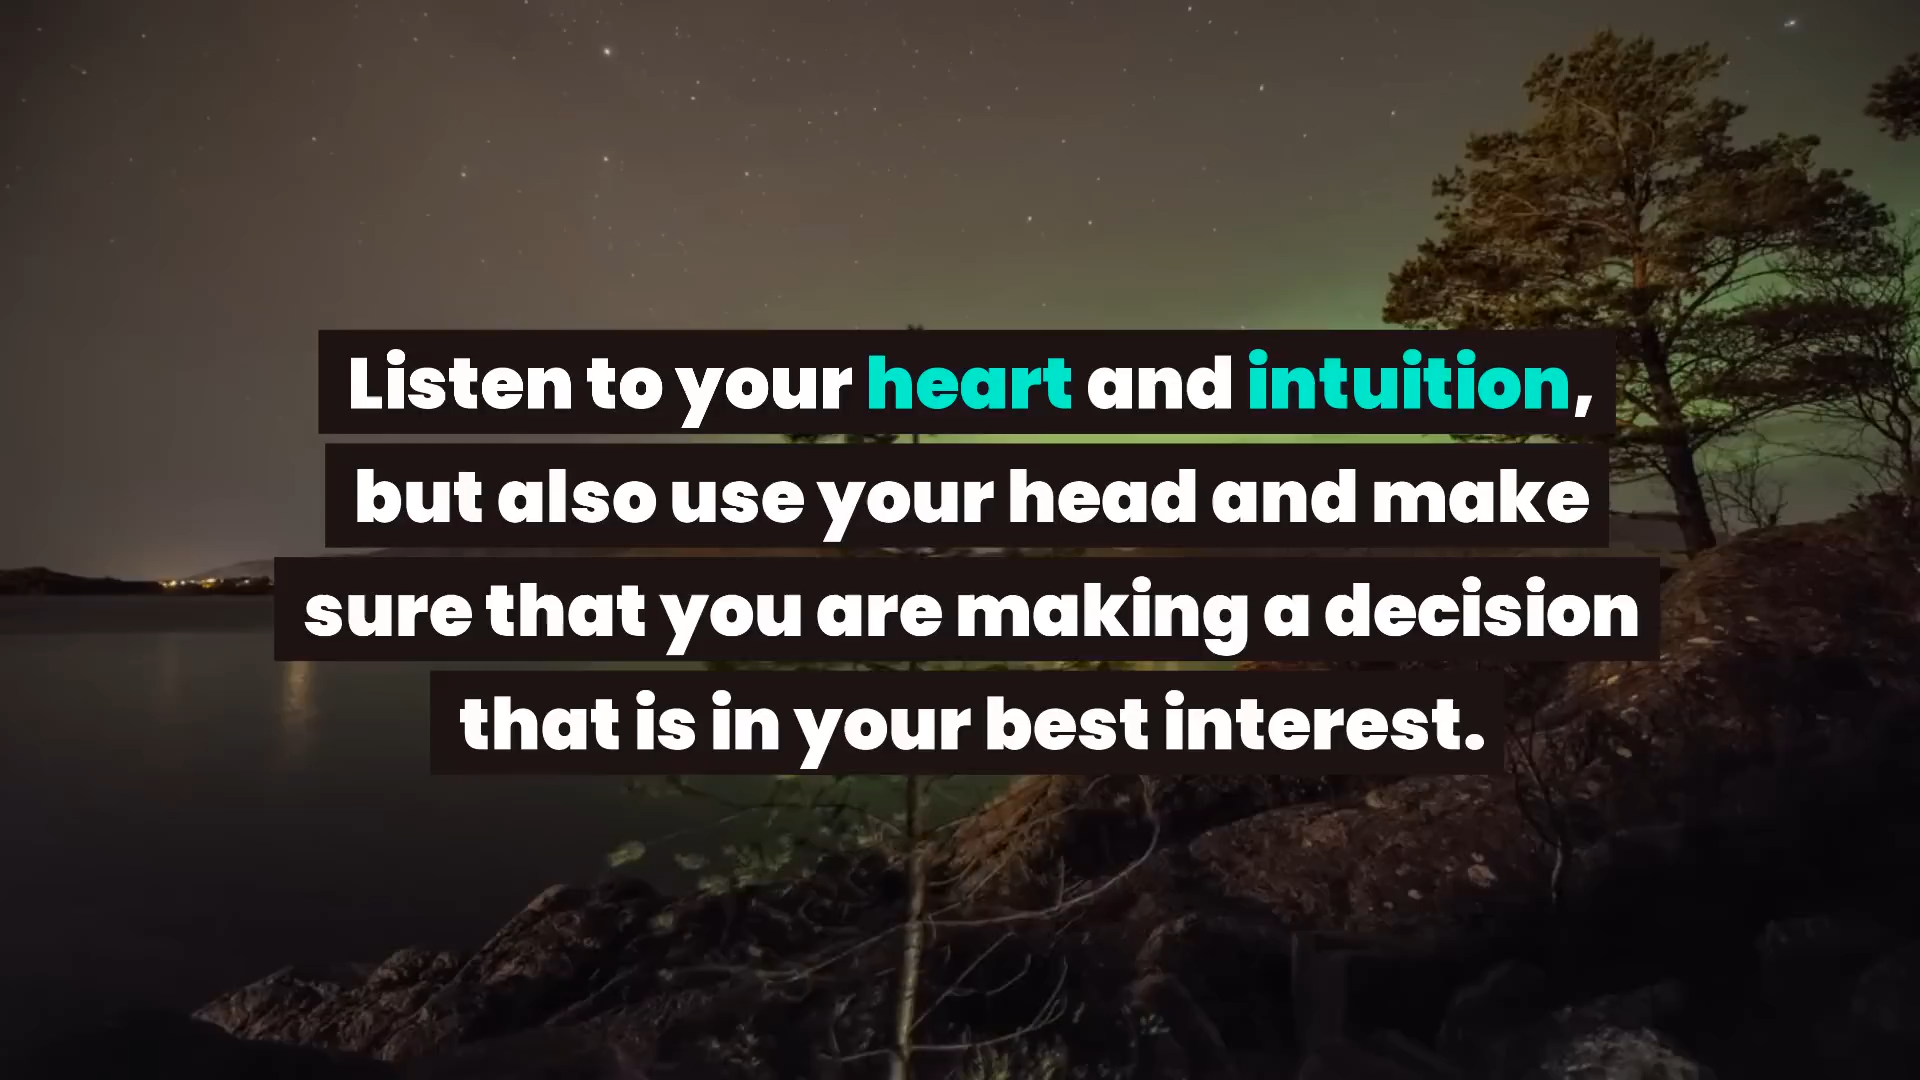 Listen to your heart and intuition,
but also use your head and make
sure that you are making a decision
that is in your best interest.